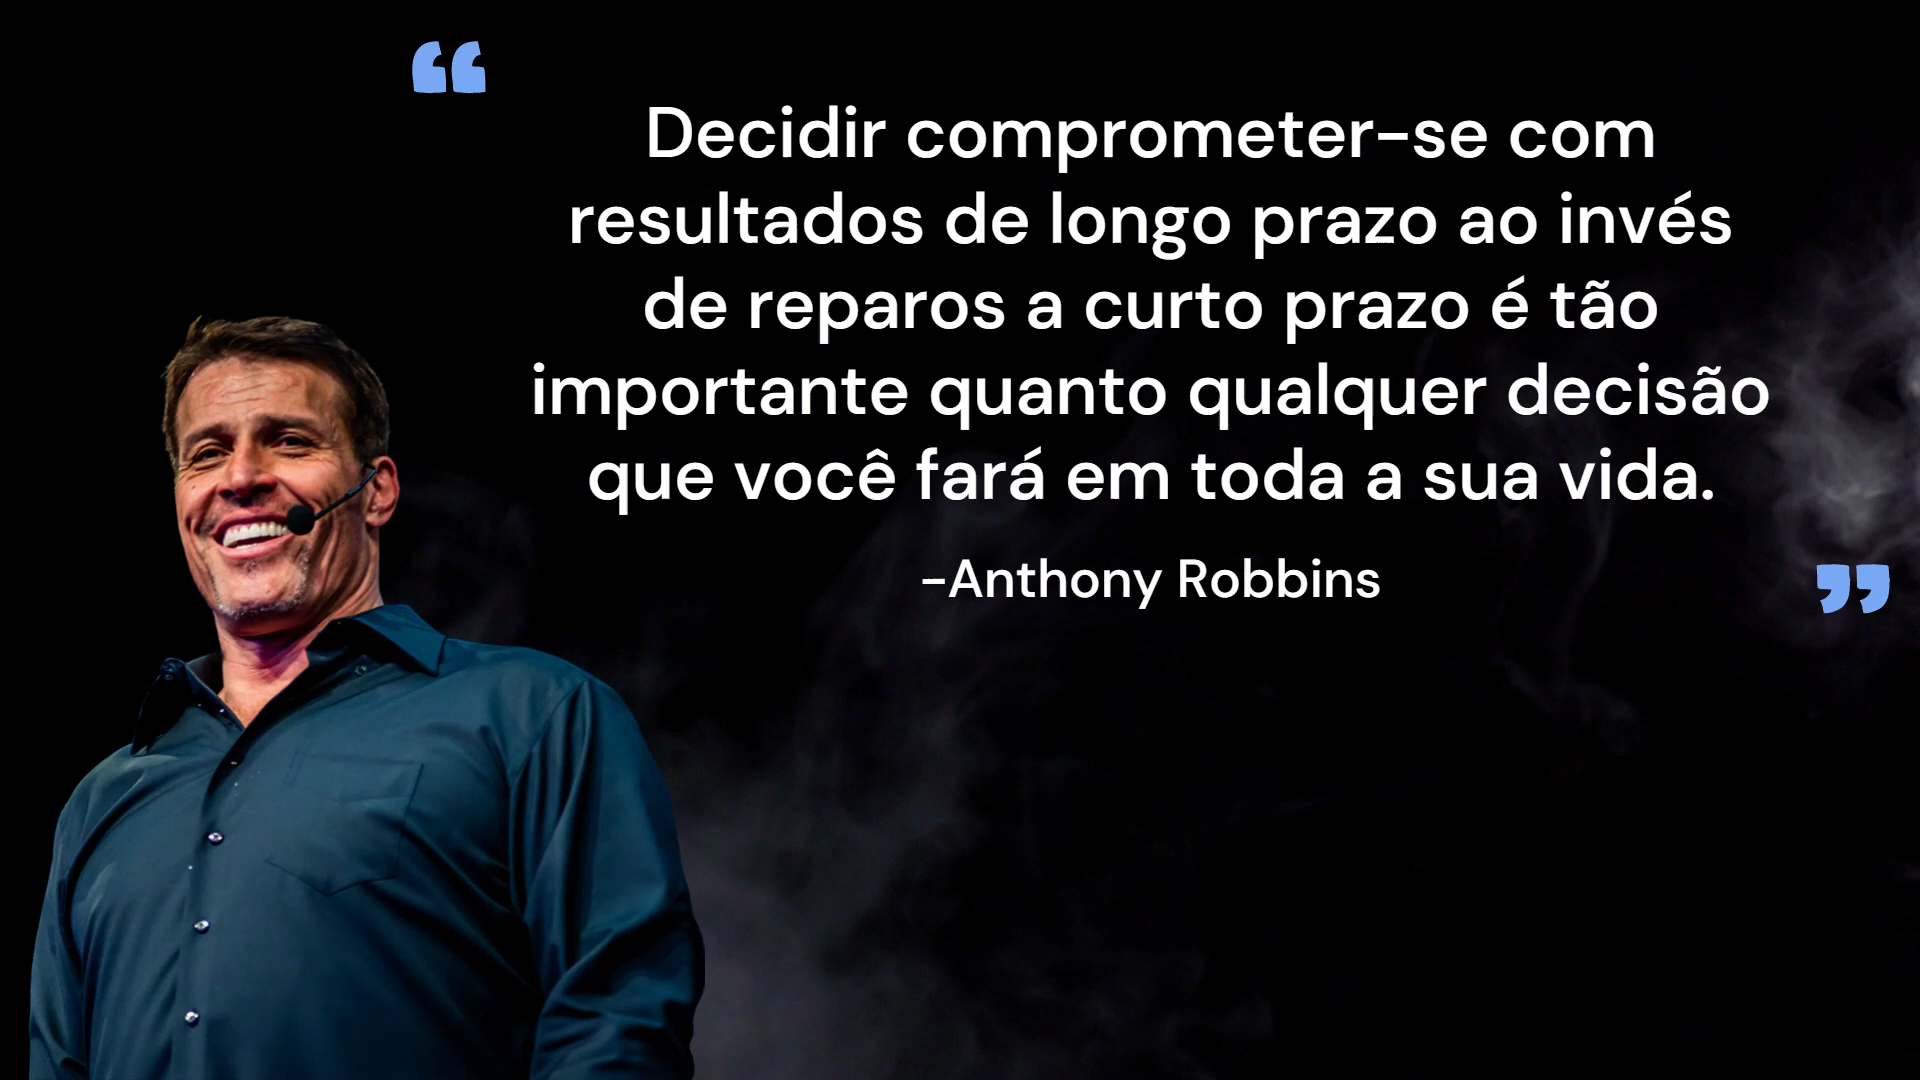 “
Decidir comprometer-se com
resultados de longo prazo ao invés
de reparos a curto prazo é tão
importante quanto qualquer decisão
que você fará em toda a sua vida.
-Anthony Robbins
”